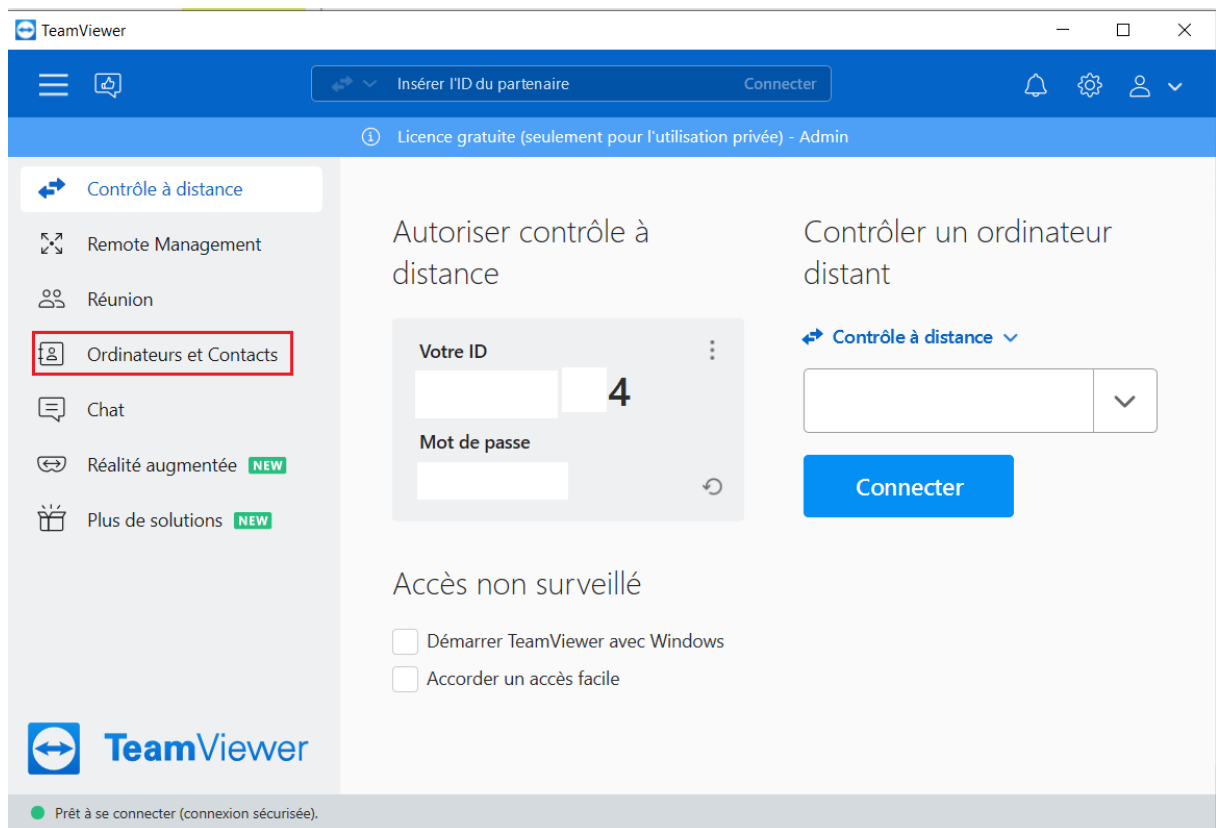 TeamViewer
Insérer l'ID du partenaire Connecter
Licence gratuite (seulement pour l'utilisation privée) - Admin
Contrôle à distance
Remote Management
Réunion
Ordinateurs et Contacts
Chat
Réalité augmentée NEW
Plus de solutions NEW
Autoriser contrôle à
distance
Votre ID
4
Mot de passe
Accès non surveillé
Démarrer TeamViewer avec Windows
Accorder un accès facile
Contrôler un ordinateur
distant
Contrôle à distance
Connecter
TeamViewer
Prêt à se connecter (connexion sécurisée).